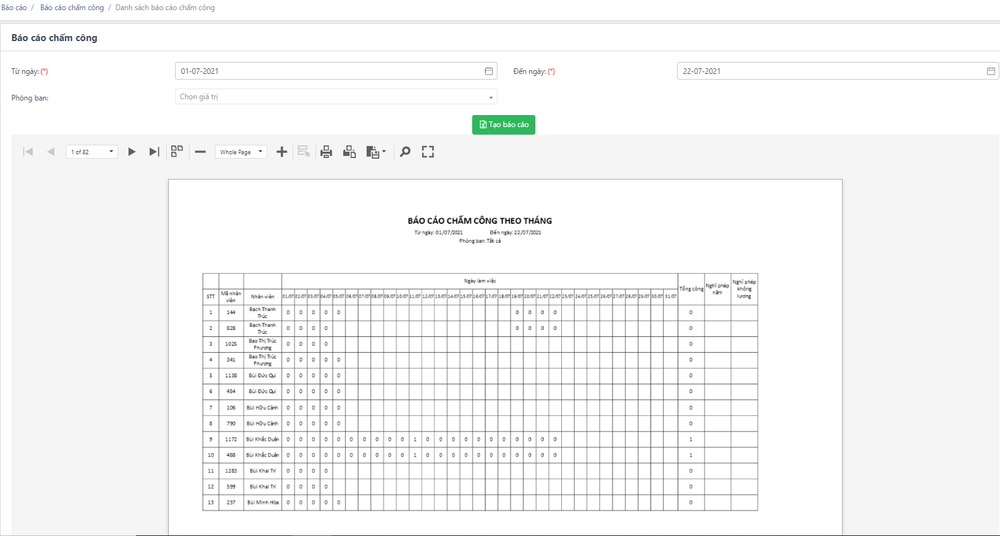 Báo cáo / Báo cáo chấm công / Danh sách báo cáo chấm công
Báo cáo chấm công
Từ ngày: (*) 01-07-2021 Đến ngày: (*) 22-07-2021
Phòng ban: Chọn giá trị
Tạo báo cáo
1 of 82 Whole Page
BÁO CÁO CHẤM CÔNG THEO THÁNG
Từ ngày: 01/07/2021 Đến ngày: 22/07/2021
Phòng ban: Tất cả
STT Mã nhân viên Nhân viên Ngày làm việc Tổng công Nghỉ phép năm Nghỉ phép không lương
01/07 02/07 03/07 04/07 05/07 06/07 07/07 08/07 09/07 10/07 11/07 12/07 13/07 14/07 15/07 16/07 17/07 18/07 19/07 20/07 21/07 22/07 23/07 24/07 25/07 26/07 27/07 28/07 29/07 30/07 31/07
1 144 Bạch Thanh Trúc 0 0 0 0 0 0 0 0 0 0
2 828 Bạch Thanh Trúc 0 0 0 0 0 0 0 0 0
3 1025 Bao Thị Trúc Phương 0 0 0 0 0
4 341 Bao Thị Trúc Phương 0 0 0 0 0 0
5 1138 Bùi Đức Quí 0 0 0 0 0 0
6 454 Bùi Đức Quí 0 0 0 0 0 0
7 106 Bùi Hữu Cảnh 0 0 0 0 0 0
8 790 Bùi Hữu Cảnh 0 0 0 0 0 0
9 1172 Bùi Khắc Duân 0 0 0 0 0 0 0 0 0 0 1 0 0 0 0 0 0 0 0 0 0 0 1
10 488 Bùi Khắc Duân 0 0 0 0 0 0 0 0 0 0 1 0 0 0 0 0 0 0 0 0 0 0 1
11 1283 Bùi Khai Trí 0 0 0 0 0
12 599 Bùi Khai Trí 0 0 0 0 0
13 237 Bùi Minh Hòa 0 0 0 0 0 0